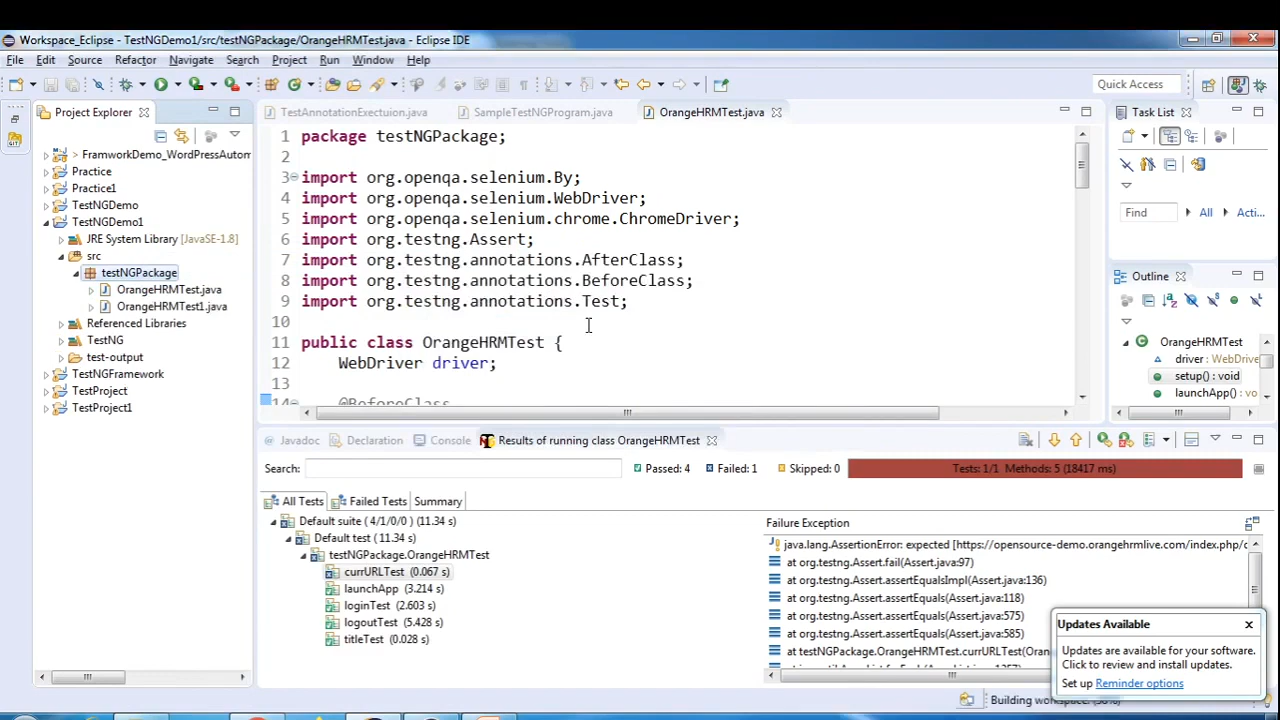 Workspace_Eclipse - TestNGDemo1/src/testNGPackage/OrangeHRMTest.java - Eclipse IDE
File Edit Source Refactor Navigate Search Project Run Window Help
Quick Access
Project Explorer
TestAnnotationExectuion.java SampleTestNGProgram.java OrangeHRMTest.java
Task List
> FramworkDemo_WordPressAutom
Practice
Practice1
TestNGDemo
TestNGDemo1
JRE System Library [JavaSE-1.8]
src
testNGPackage
OrangeHRMTest.java
OrangeHRMTest1.java
Referenced Libraries
TestNG
test-output
TestNGFramework
TestProject
TestProject1
1 package testNGPackage;
2
3 import org.openqa.selenium.By;
4 import org.openqa.selenium.WebDriver;
5 import org.openqa.selenium.chrome.ChromeDriver;
6 import org.testng.Assert;
7 import org.testng.annotations.AfterClass;
8 import org.testng.annotations.BeforeClass;
9 import org.testng.annotations.Test;
10
11 public class OrangeHRMTest {
12 WebDriver driver;
13
14 @BeforeClass
Find All Acti...
Outline
OrangeHRMTest
driver : WebDrive
setup() : void
launchApp() : vo
Javadoc Declaration Console Results of running class OrangeHRMTest
Search: Passed: 4 Failed: 1 Skipped: 0 Tests: 1/1 Methods: 5 (18417 ms)
All Tests Failed Tests Summary
Default suite ( 4/1/0/0 ) (11.34 s)
Default test ( 11.34 s)
testNGPackage.OrangeHRMTest
currURLTest (0.067 s)
launchApp (3.214 s)
loginTest (2.603 s)
logoutTest (5.428 s)
titleTest (0.028 s)
Failure Exception
java.lang.AssertionError: expected [https://opensource-demo.orangehrmlive.com/index.php/c
at org.testng.Assert.fail(Assert.java:97)
at org.testng.Assert.assertEqualsImpl(Assert.java:136)
at org.testng.Assert.assertEquals(Assert.java:118)
at org.testng.Assert.assertEquals(Assert.java:575)
at org.testng.Assert.assertEquals(Assert.java:585)
at testNGPackage.OrangeHRMTest.currURLTest(Oran
Updates Available
Updates are available for your software.
Click to review and install updates.
Set up Reminder options
Building workspace: